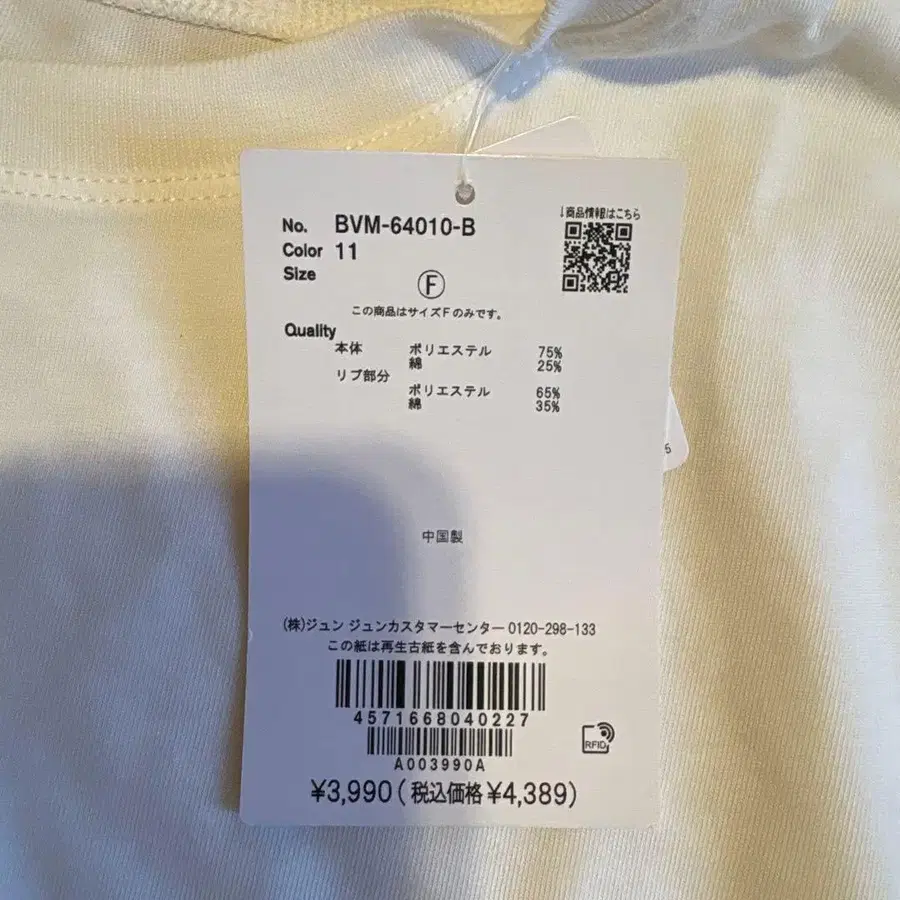 No. BVM-64010-B
↓商品情報はこちら
Color 11
Size
Ⓕ
この商品はサイズFのみです。
Quality
本体 ポリエステル 75%
綿 25%
リブ部分
ポリエステル 65%
綿 35%
5
中国製
(株)ジュン ジュンカスタマーセンター 0120-298-133
この紙は再生古紙を含んでおります。
4571668040227
RFID
A003990A
¥3,990(税込価格¥4,389)